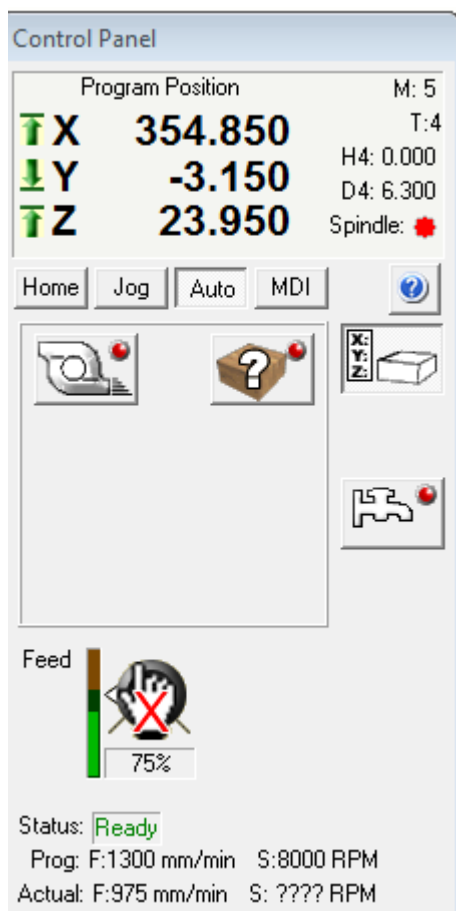 Control Panel
Program Position M: 5
X 354.850 T:4
Y -3.150 H4: 0.000
D4: 6.300
Z 23.950 Spindle:
Home Jog Auto MDI ?
X:
Y:
Z:
?
Feed
X
75%
Status: Ready
Prog: F:1300 mm/min S:8000 RPM
Actual: F:975 mm/min S: ???? RPM